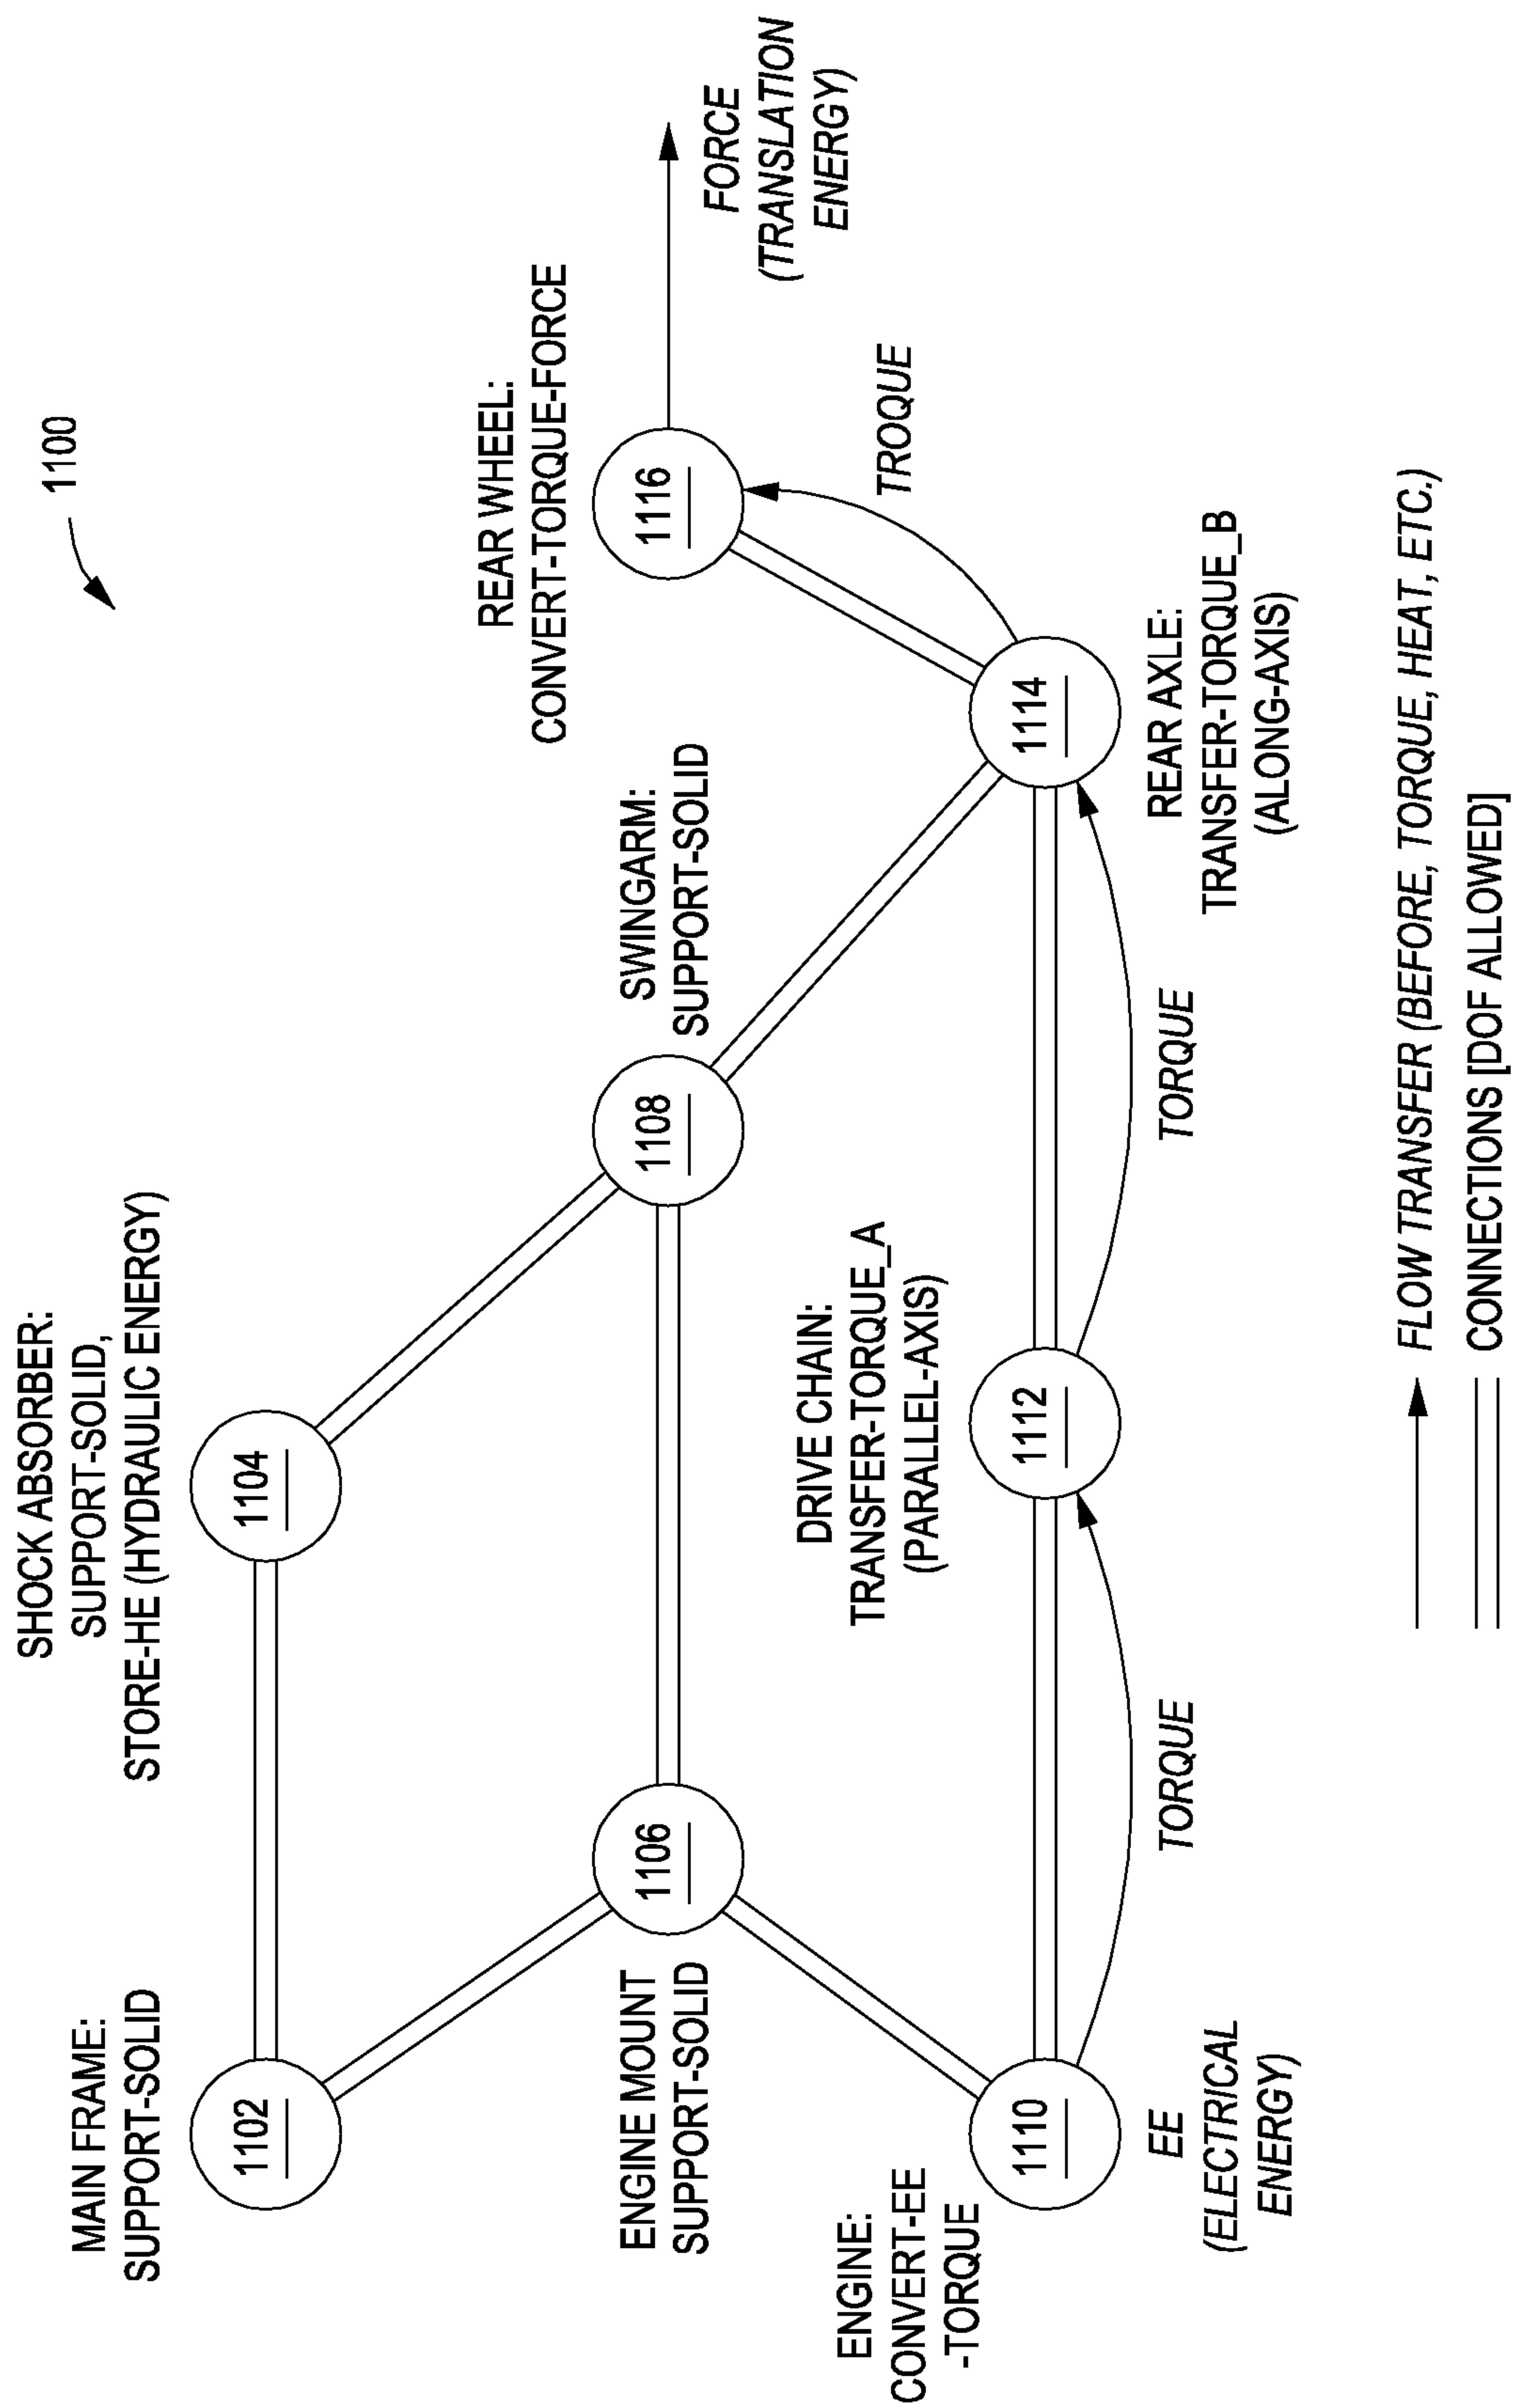 1100
SHOCK ABSORBER:
SUPPORT-SOLID,
STORE-HE (HYDRAULIC ENERGY)
MAIN FRAME:
SUPPORT-SOLID
1102
1104
REAR WHEEL:
CONVERT-TORQUE-FORCE
SWINGARM:
SUPPORT-SOLID
ENGINE MOUNT
SUPPORT-SOLID
1106
1108
1116
FORCE
(TRANSLATION
ENERGY)
DRIVE CHAIN:
TRANSFER-TORQUE_A
(PARALLEL-AXIS)
ENGINE:
CONVERT-EE
-TORQUE
TROQUE
1110
1112
1114
EE
(ELECTRICAL
ENERGY)
TORQUE
TORQUE
REAR AXLE:
TRANSFER-TORQUE_B
(ALONG-AXIS)
FLOW TRANSFER (BEFORE, TORQUE, HEAT, ETC.)
CONNECTIONS [DOF ALLOWED]